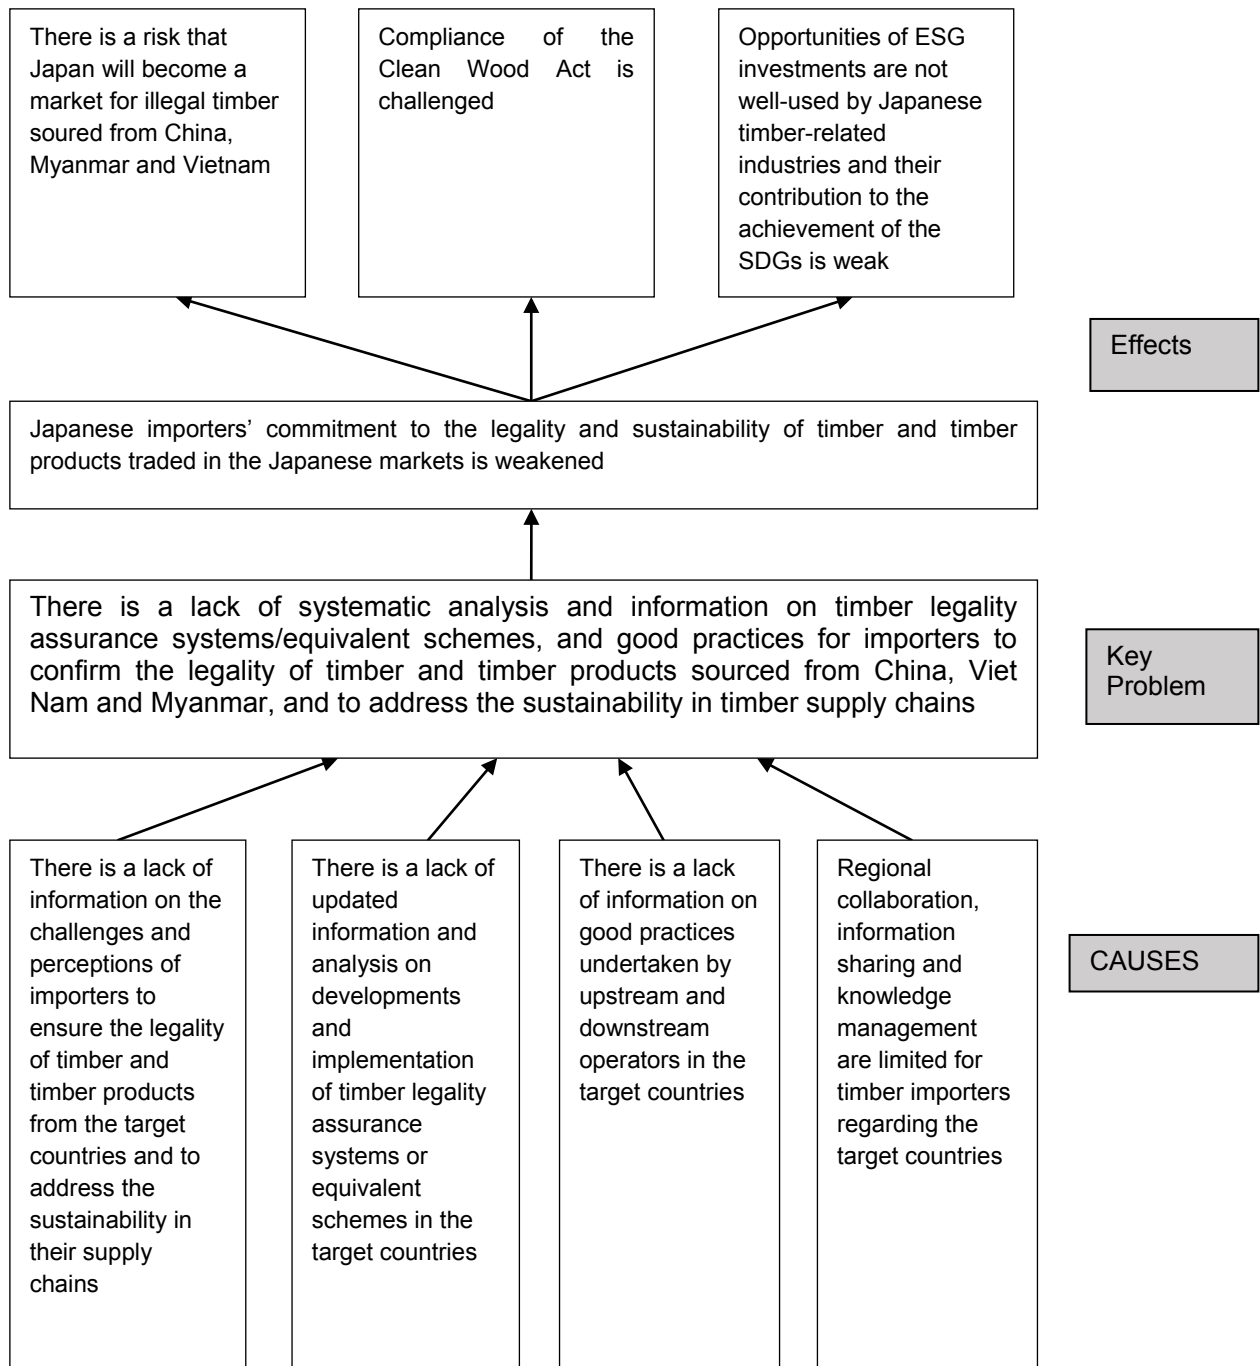 There is a risk that
Japan will become a
market for illegal timber
soured from China,
Myanmar and Vietnam
Compliance of the
Clean Wood Act is
challenged
Opportunities of ESG
investments are not
well-used by Japanese
timber-related
industries and their
contribution to the
achievement of the
SDGs is weak
Effects
Japanese importers’ commitment to the legality and sustainability of timber and timber
products traded in the Japanese markets is weakened
There is a lack of systematic analysis and information on timber legality
assurance systems/equivalent schemes, and good practices for importers to
confirm the legality of timber and timber products sourced from China, Viet
Nam and Myanmar, and to address the sustainability in timber supply chains
Key
Problem
There is a lack of
information on the
challenges and
perceptions of
importers to
ensure the legality
of timber and
timber products
from the target
countries and to
address the
sustainability in
their supply
chains
There is a lack of
updated
information and
analysis on
developments
and
implementation
of timber legality
assurance
systems or
equivalent
schemes in the
target countries
There is a lack
of information on
good practices
undertaken by
upstream and
downstream
operators in the
target countries
Regional
collaboration,
information
sharing and
knowledge
management
are limited for
timber importers
regarding the
target countries
CAUSES